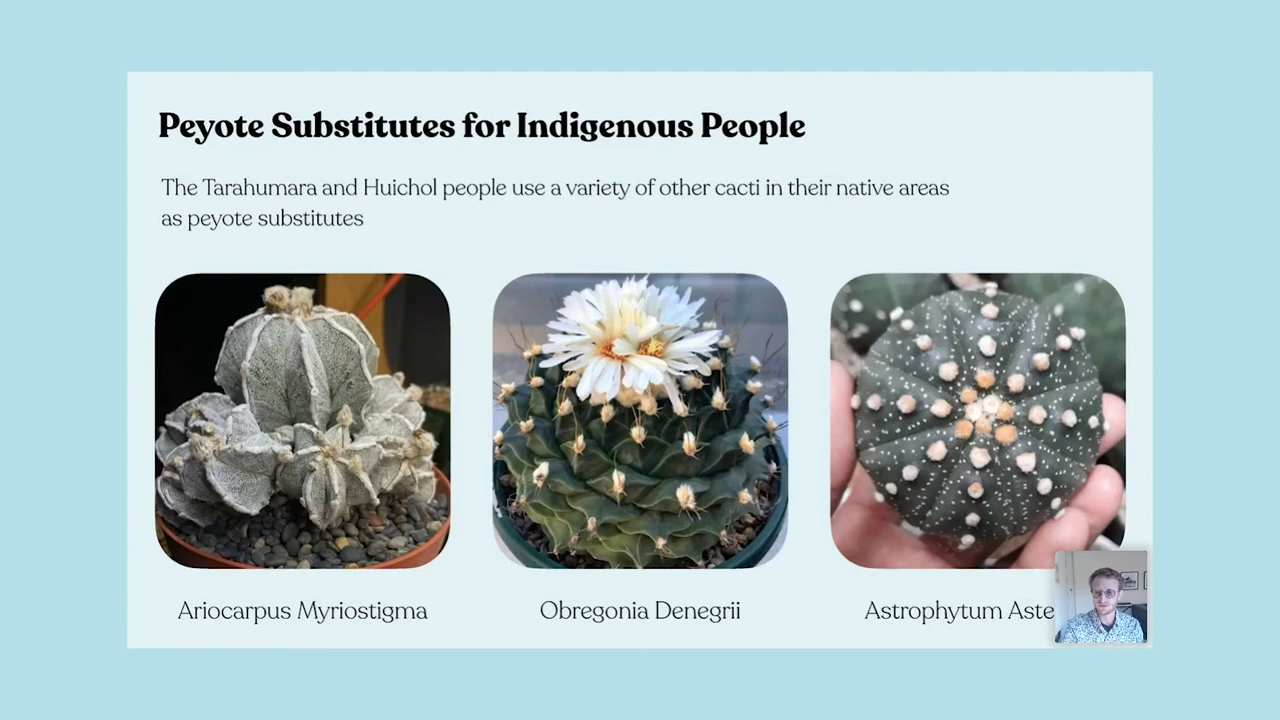 Peyote Substitutes for Indigenous People
The Tarahumara and Huichol people use a variety of other cacti in their native areas
as peyote substitutes
Ariocarpus Myriostigma
Obregonia Denegrii
Astrophytum Aste